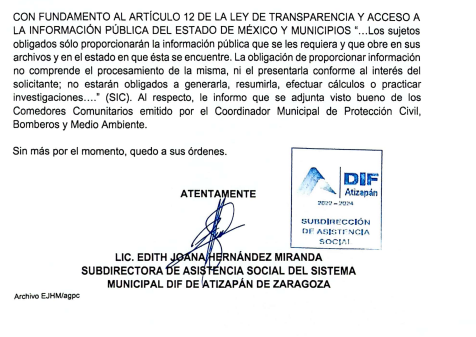 CON FUNDAMENTO AL ARTÍCULO 12 DE LA LEY DE TRANSPARENCIA Y ACCESO A
LA INFORMACIÓN PÚBLICA DEL ESTADO DE MÉXICO Y MUNICIPIOS “…Los sujetos
obligados sólo proporcionarán la información pública que se les requiera y que obre en sus
archivos y en el estado en que ésta se encuentre. La obligación de proporcionar información
no comprende el procesamiento de la misma, ni el presentarla conforme al interés del
solicitante; no estarán obligados a generarla, resumirla, efectuar cálculos o practicar
investigaciones….” (SIC). Al respecto, le informo que se adjunta visto bueno de los
Comedores Comunitarios emitido por el Coordinador Municipal de Protección Civil,
Bomberos y Medio Ambiente.
Sin más por el momento, quedo a sus órdenes.
ATENTAMENTE
DIF
Atizapán
2022 – 2024
SUBDIRECCIÓN
DE ASISTENCIA
SOCIAL
LIC. EDITH JOANA HERNÁNDEZ MIRANDA
SUBDIRECTORA DE ASISTENCIA SOCIAL DEL SISTEMA
MUNICIPAL DIF DE ATIZAPÁN DE ZARAGOZA
Archivo EJHM/agpc